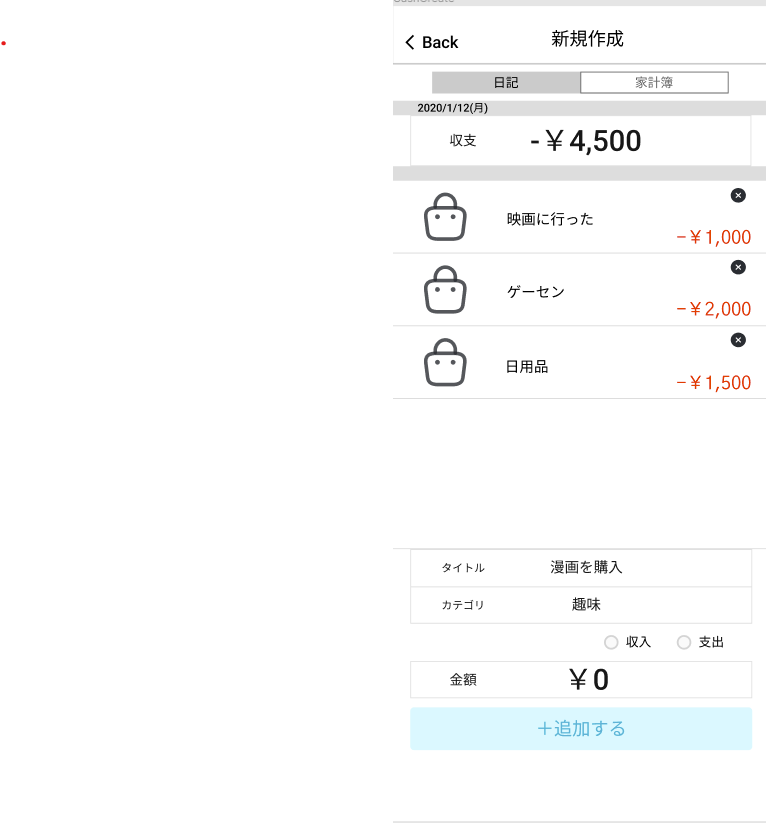 CashCreate
Back 新規作成
日記 家計簿
2020/1/12(月)
収支 -￥4,500
映画に行った
−￥1,000
ゲーセン
−￥2,000
日用品
−￥1,500
タイトル 漫画を購入
カテゴリ 趣味
収入 支出
金額 ￥0
＋追加する